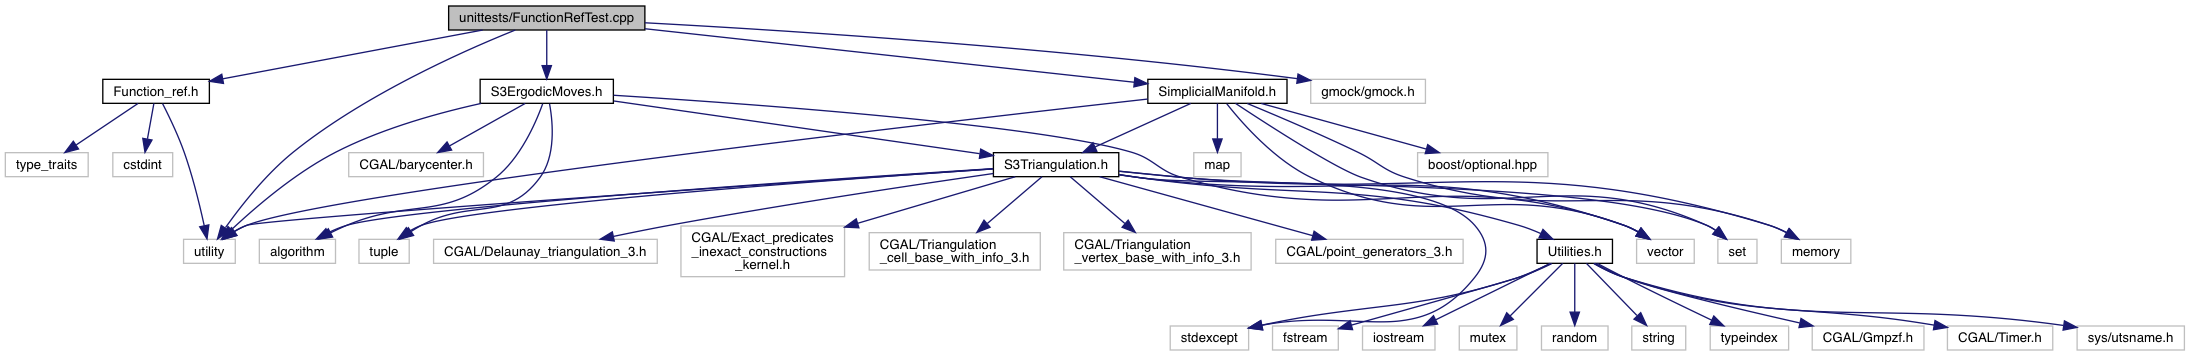 unittests/FunctionRefTest.cpp
Function_ref.h
S3ErgodicMoves.h
SimplicialManifold.h
gmock/gmock.h
type_traits
cstdint
CGAL/barycenter.h
S3Triangulation.h
map
boost/optional.hpp
utility
algorithm
tuple
CGAL/Delaunay_triangulation_3.h
CGAL/Exact_predicates
_inexact_constructions
_kernel.h
CGAL/Triangulation
_cell_base_with_info_3.h
CGAL/Triangulation
_vertex_base_with_info_3.h
CGAL/point_generators_3.h
Utilities.h
vector
set
memory
stdexcept
fstream
iostream
mutex
random
string
typeindex
CGAL/Gmpzf.h
CGAL/Timer.h
sys/utsname.h